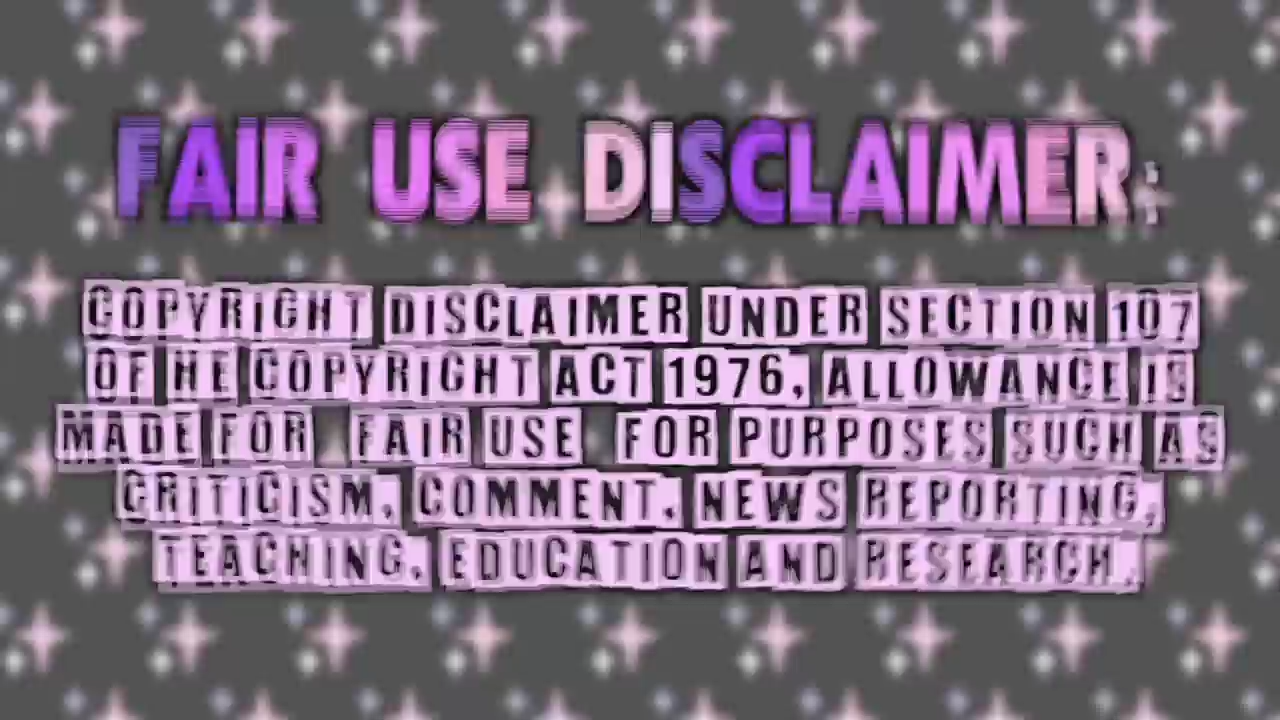 FAIR USE DISCLAIMER:
COPYRIGHT DISCLAIMER UNDER SECTION 107
OF HE COPYRIGHT ACT 1976, ALLOWANCE IS
MADE FOR FAIR USE FOR PURPOSES SUCH AS
CRITICISM, COMMENT, NEWS REPORTING,
TEACHING, EDUCATION AND RESEARCH.